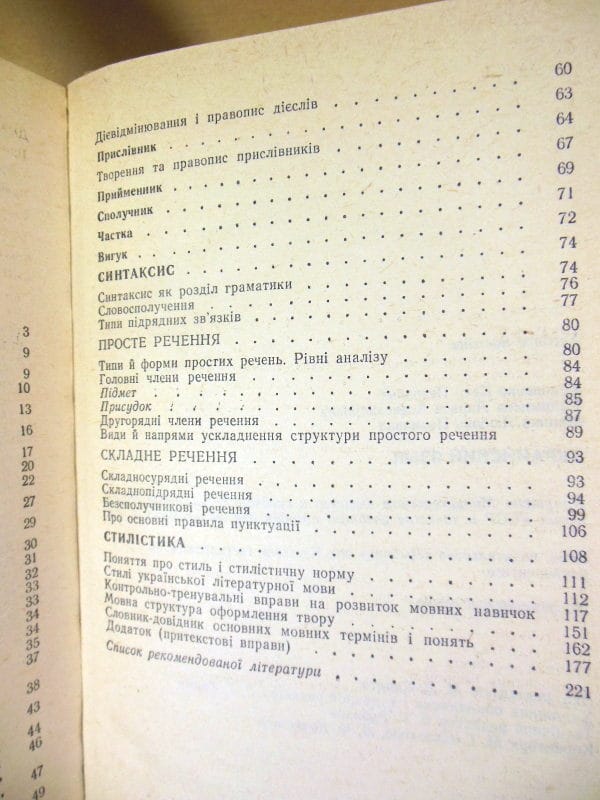 3
9
9
10
13
16
17
20
22
27
29
30
31
32
33
33
34
34
35
37
38
43
44
46
47
49
Дієвідмінювання і правопис дієслів . . . . . . 60
Прислівник . . . . . . 63
Творення та правопис прислівників . . . . . . 64
Прийменник . . . . . . 67
Сполучник . . . . . . 69
Частка . . . . . . 71
Вигук . . . . . . 72
СИНТАКСИС . . . . . . 74
Синтаксис як розділ граматики . . . . . . 74
Словосполучення . . . . . . 76
Типи підрядних зв'язків . . . . . . 77
ПРОСТЕ РЕЧЕННЯ . . . . . . 80
Типи й форми простих речень. Рівні аналізу . . . . . . 80
Головні члени речення . . . . . . 84
Підмет . . . . . . 84
Присудок . . . . . . 85
Другорядні члени речення . . . . . . 87
Види й напрями ускладнення структури простого речення 89
СКЛАДНЕ РЕЧЕННЯ . . . . . . 93
Складносурядні речення . . . . . . 93
Складнопідрядні речення . . . . . . 94
Безсполучникові речення . . . . . . 99
Про основні правила пунктуації . . . . . . 106
СТИЛІСТИКА . . . . . . 108
Поняття про стиль і стилістичну норму . . . . . . 111
Стилі української літературної мови . . . . . . 112
Контрольно-тренувальні вправи на розвиток мовних навичок 117
Мовна структура оформлення твору . . . . . . 151
Словник-довідник основних мовних термінів і понять . . . 162
Додаток (притекстові вправи) . . . . . . 177
Список рекомендованої літератури . . . . . . 221